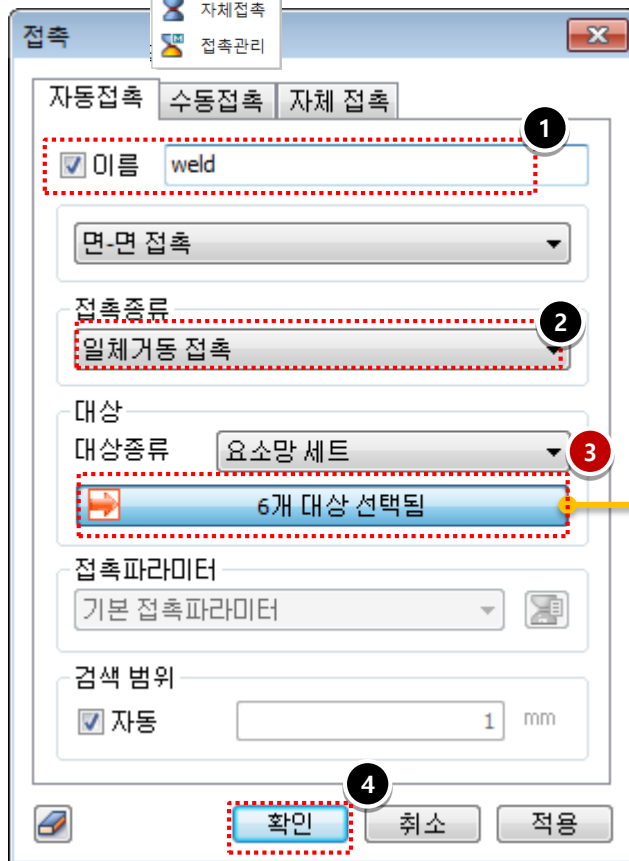 자체접촉
접촉관리
접촉
자동접촉 수동접촉 자체 접촉
1
이름 weld
면-면 접촉
접촉종류
2
일체거동 접촉
대상
대상종류 요소망 세트 3
6개 대상 선택됨
접촉파라미터
기본 접촉파라미터
검색 범위
자동 1 mm
4
확인 취소 적용